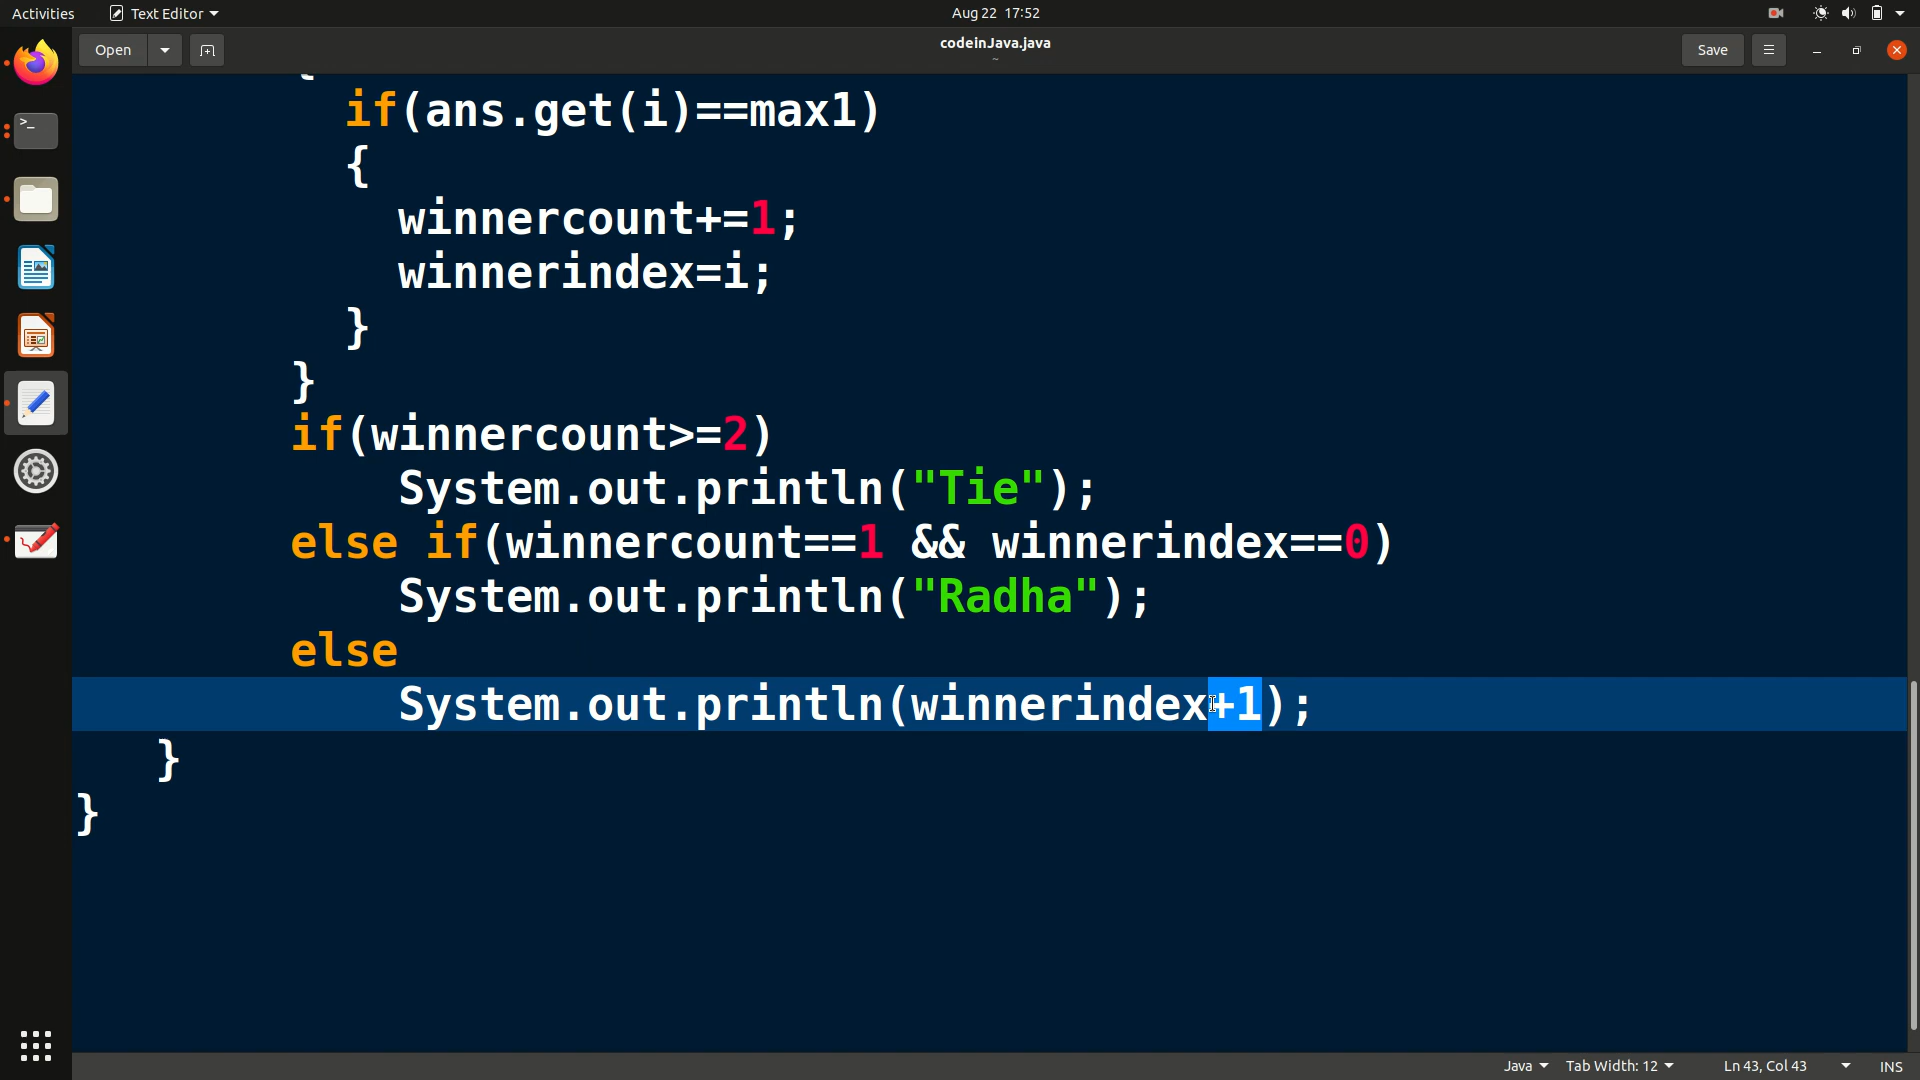 Activities
Text Editor
Aug 22 17:52
Open
codeinJava.java
~
Save
{
if(ans.get(i)==max1)
{
winnercount+=1;
winnerindex=i;
}
}
if(winnercount>=2)
System.out.println("Tie");
else if(winnercount==1 && winnerindex==0)
System.out.println("Radha");
else
System.out.println(winnerindex+1);
}
}
Java
Tab Width: 12
Ln 43, Col 43
INS